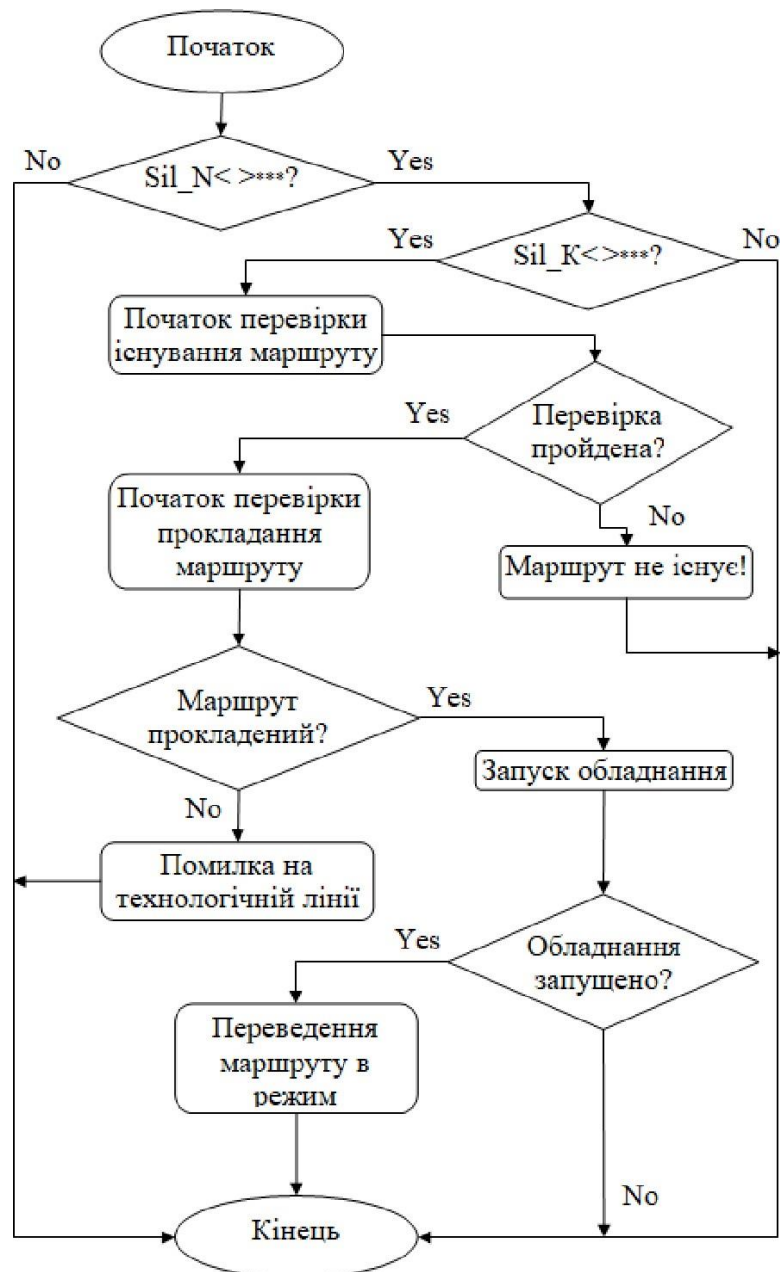 Початок
No
Sil_N< >***?
Yes
Yes
Sil_K< >***?
No
Початок перевірки
існування маршруту
Yes
Перевірка
пройдена?
Початок перевірки
прокладання
маршруту
No
Маршрут не існує!
Маршрут
прокладений?
Yes
Запуск обладнання
No
Помилка на
технологічній лінії
Yes
Обладнання
запущено?
Переведення
маршруту в
режим
No
Кінець